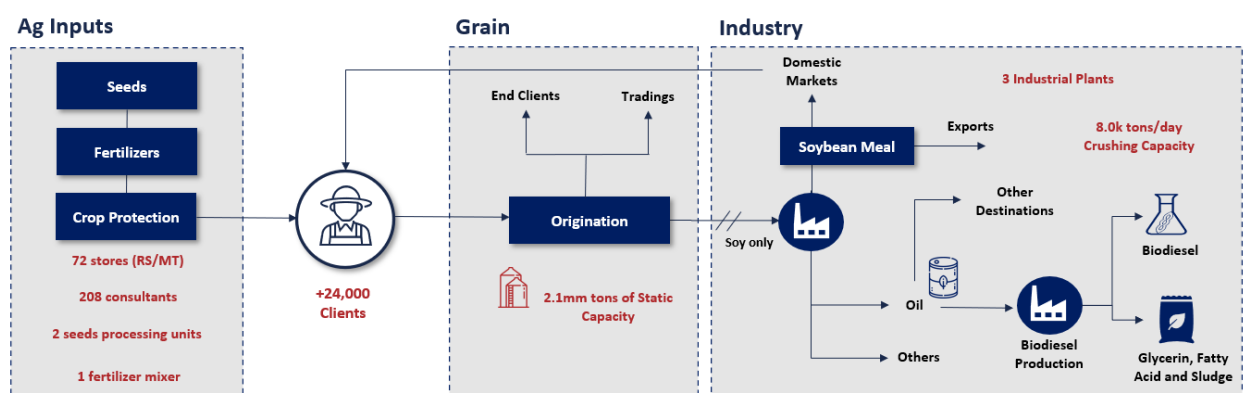 Ag Inputs
Seeds
Fertilizers
Crop Protection
72 stores (RS/MT)
208 consultants
2 seeds processing units
1 fertilizer mixer
+24,000
Clients
Grain
End Clients
Tradings
Origination
2.1mm tons of Static
Capacity
Industry
Domestic
Markets
3 Industrial Plants
Soybean Meal
Exports
8.0k tons/day
Crushing Capacity
Soy only
Other
Destinations
Oil
Others
Biodiesel
Production
Biodiesel
Glycerin, Fatty
Acid and Sludge